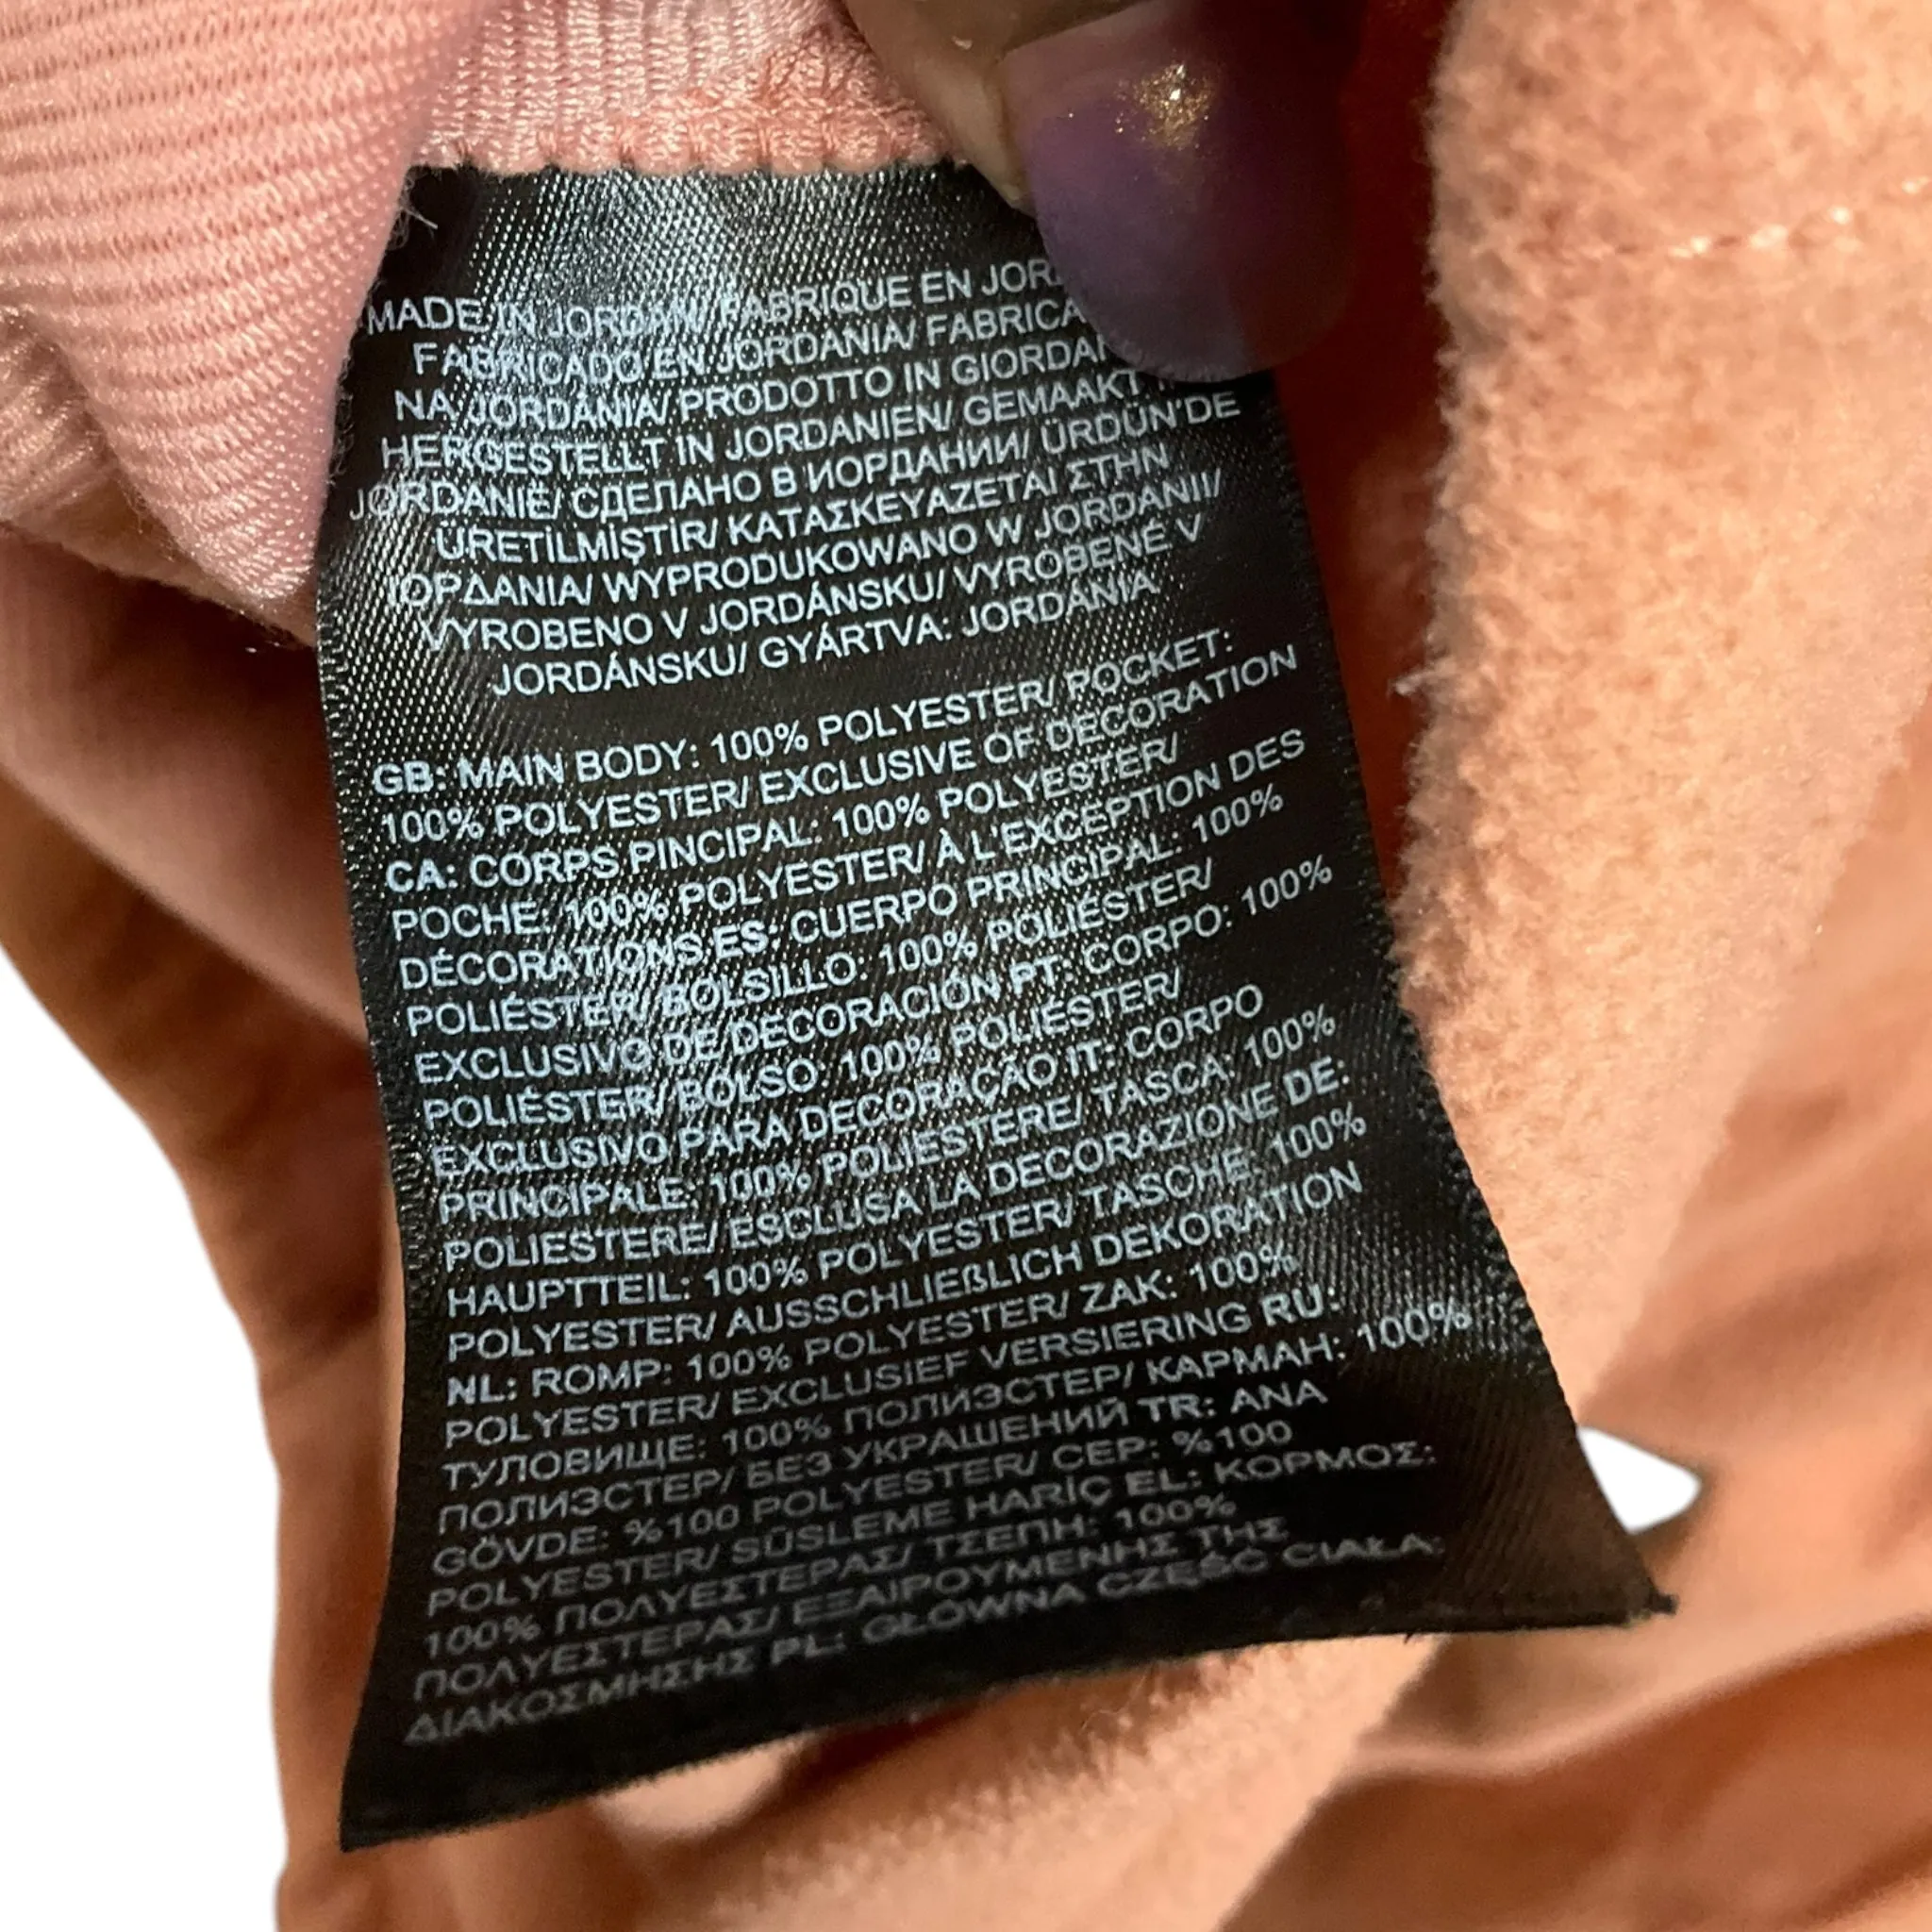 MADE IN JORDAN/ FABRIQUE EN
FABRICADO EN JORDANIA/ FABRICA
NA JORDÂNIA/ PRODOTTO IN
HERGESTELLT IN JORDANIEN/ GEMAAKT
JORDANIË/ СДЕЛАНО В ИОРДАНИИ/ ÜRDÜN'DE
ÜRETİLMİŞTİR/ ΚΑΤΑΣΚΕΥΑΖΕΤΑΙ ΣΤΗΝ
ΙΟΡΔΑΝΙΑ/ WYPRODUKOWANO W JORDANII/
VYROBENO V JORDÁNSKU/ VYROBENÉ V
JORDÁNSKU/ GYÁRTVA: JORDÁNIA
GB: MAIN BODY: 100% POLYESTER/ POCKET:
100% POLYESTER/ EXCLUSIVE OF DECORATION
CA: CORPS PINCIPAL: 100% POLYESTER/
POCHE: 100% POLYESTER/ À L'EXCEPTION DES
DÉCORATIONS ES: CUERPO PRINCIPAL: 100%
POLIÉSTER/ BOLSILLO: 100% POLIÉSTER/
EXCLUSIVO DE DECORACIÓN PT: CORPO: 100%
POLIÉSTER/ BOLSO: 100% POLIÉSTER/
EXCLUSIVO PARA DECORAÇÃO IT: CORPO
PRINCIPALE: 100% POLIESTERE/ TASCA: 100%
POLIESTERE/ ESCLUSA LA DECORAZIONE DE:
HAUPTTEIL: 100% POLYESTER/ TASCHE: 100%
POLYESTER/ AUSSCHLIEßLICH DEKORATION
NL: ROMP: 100% POLYESTER/ ZAK: 100%
POLYESTER/ EXCLUSIEF VERSIERING RU:
ТУЛОВИЩЕ: 100% ПОЛИЭСТЕР/ КАРМАН: 100%
ПОЛИЭСТЕР/ БЕЗ УКРАШЕНИЙ TR: ANA
GÖVDE: %100 POLYESTER/ CEP: %100
POLYESTER/ SÜSLEME HARİÇ EL: ΚΟΡΜΟΣ:
100% ΠΟΛΥΕΣΤΕΡΑΣ/ ΤΣΕΠΗ: 100%
ΠΟΛΥΕΣΤΕΡΑΣ/ ΕΞΑΙΡΟΥΜΕΝΗΣ ΤΗΣ
ΔΙΑΚΟΣΜΗΣΗΣ PL: GŁÓWNA CZĘŚĆ CIAŁA: